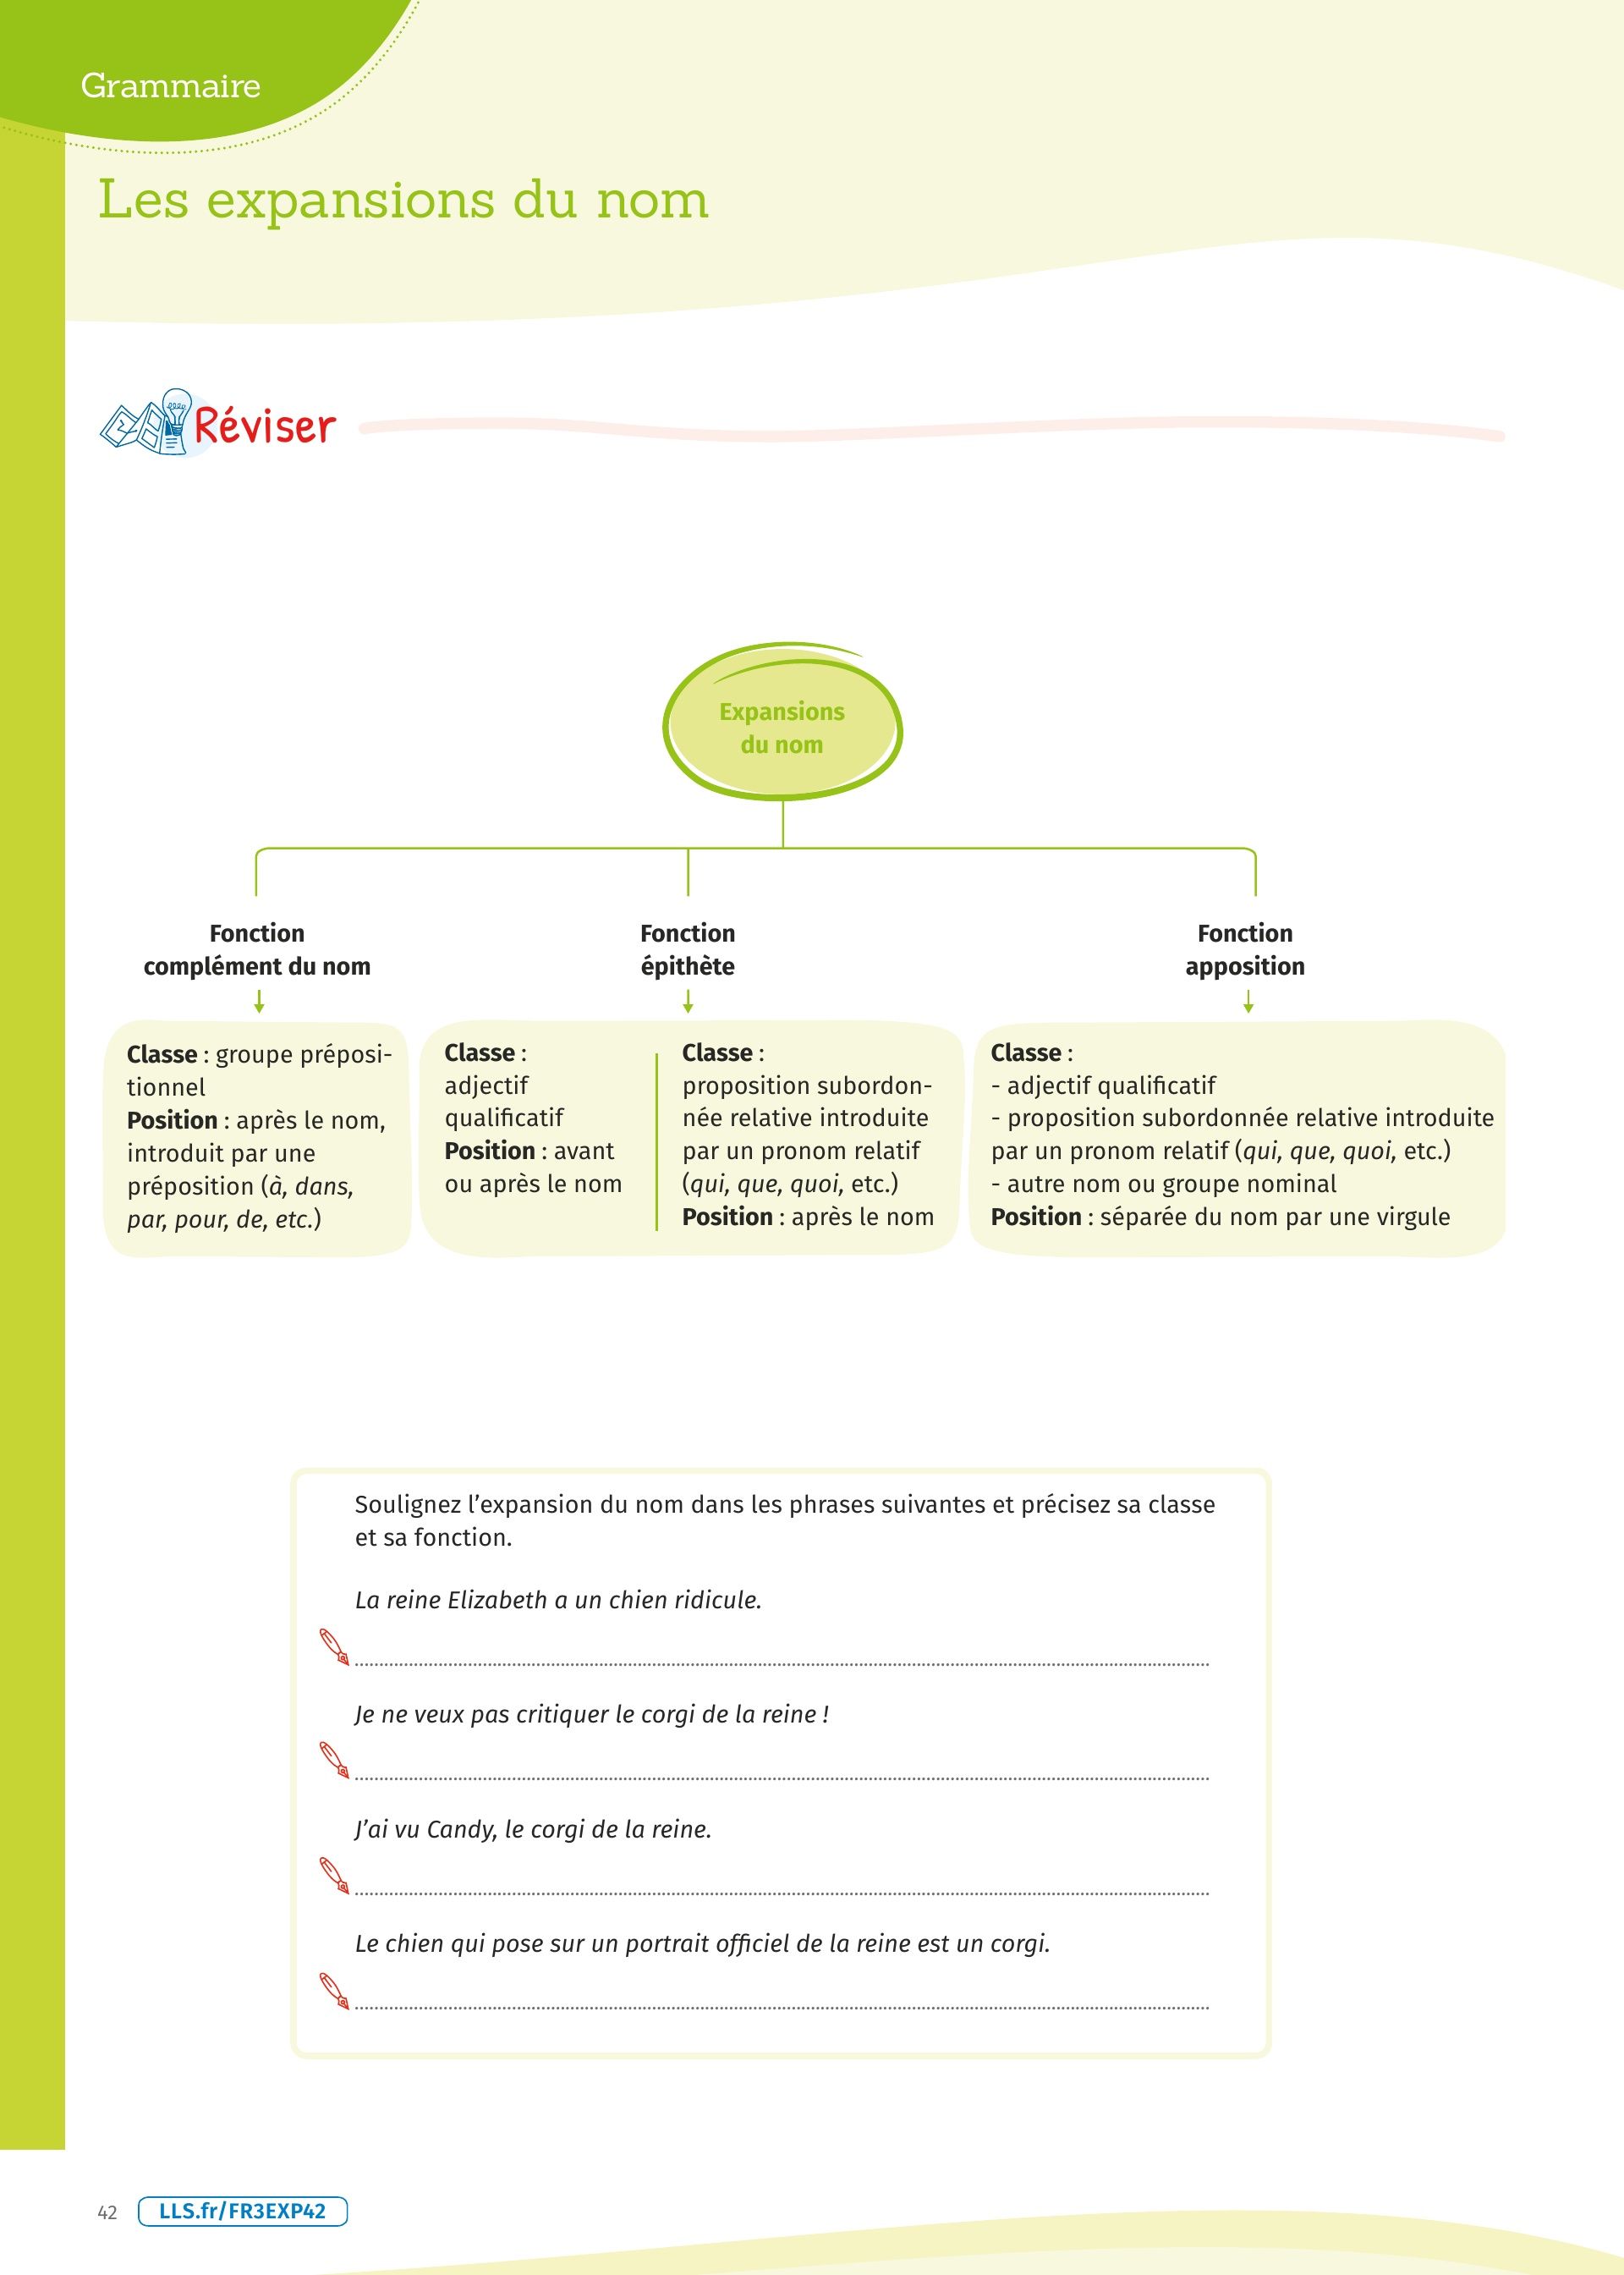 Grammaire
Les expansions du nom
Réviser
Expansions
du nom
Fonction
complément du nom
Classe : groupe préposi-
tionnel
Position : après le nom,
introduit par une
préposition (à, dans,
par, pour, de, etc.)
Fonction
épithète
Classe :
adjectif
qualificatif
Position : avant
ou après le nom
Classe :
proposition subordon-
née relative introduite
par un pronom relatif
(qui, que, quoi, etc.)
Position : après le nom
Fonction
apposition
Classe :
- adjectif qualificatif
- proposition subordonnée relative introduite
par un pronom relatif (qui, que, quoi, etc.)
- autre nom ou groupe nominal
Position : séparée du nom par une virgule
Soulignez l’expansion du nom dans les phrases suivantes et précisez sa classe
et sa fonction.
La reine Elizabeth a un chien ridicule.
Je ne veux pas critiquer le corgi de la reine !
J’ai vu Candy, le corgi de la reine.
Le chien qui pose sur un portrait officiel de la reine est un corgi.
42
LLS.fr/FR3EXP42